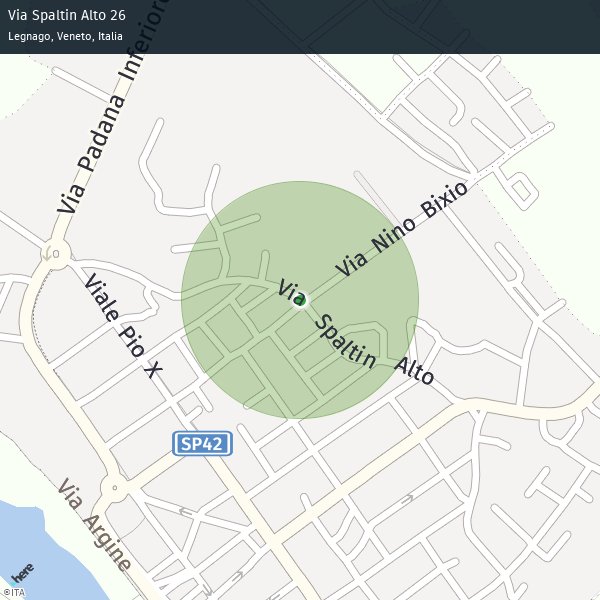 Via Spaltin Alto 26
Legnago, Veneto, Italia
Via Padana Inferiore
Via Nino Bixio
Via Spaltin Alto
Viale Pio X
SP42
Via Argine
here
©ITA